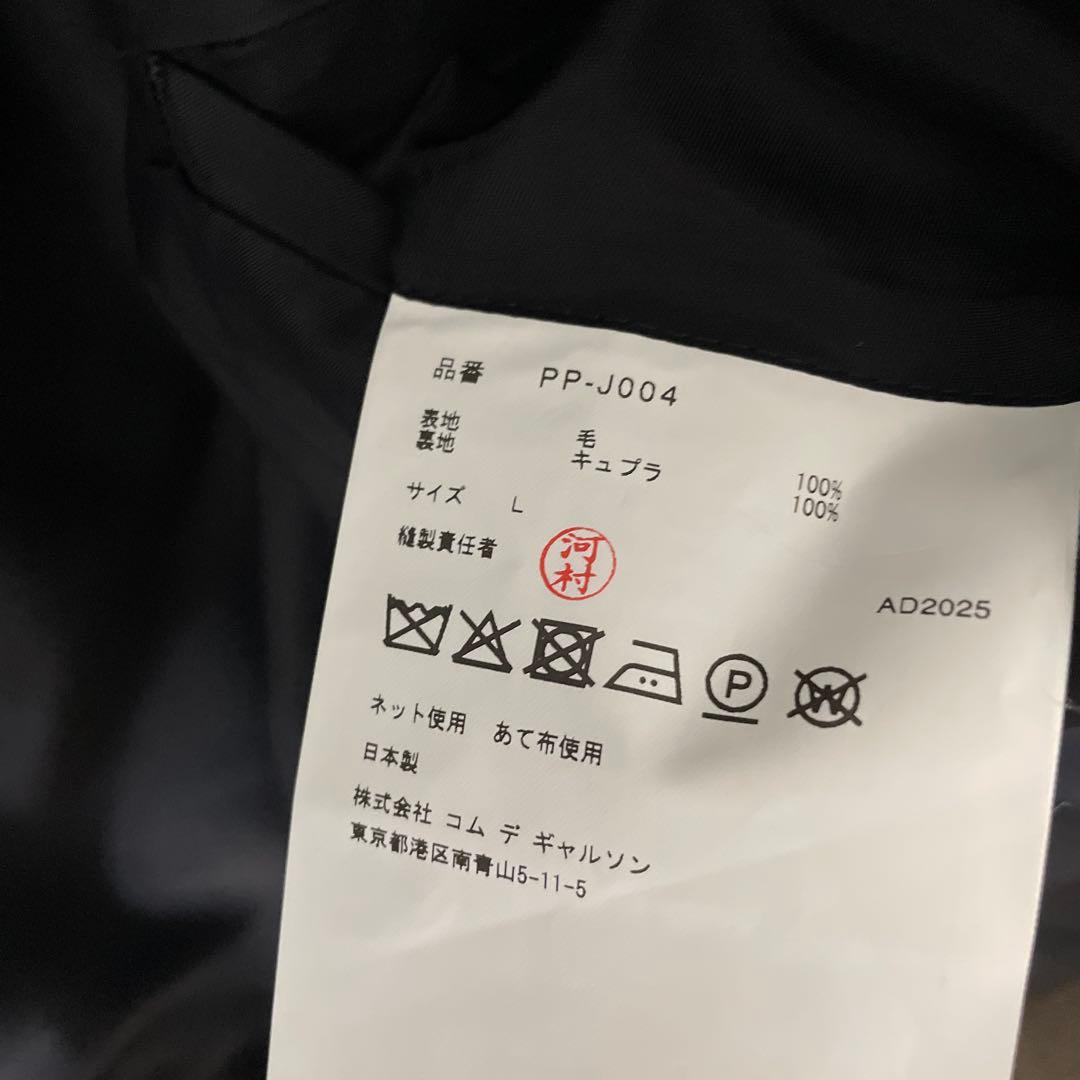 品番 PP-J004
表地 毛 100%
裏地 キュプラ 100%
サイズ L
縫製責任者 河村
AD2025
P
W
ネット使用 あて布使用
日本製
株式会社 コム デ ギャルソン
東京都港区南青山5-11-5